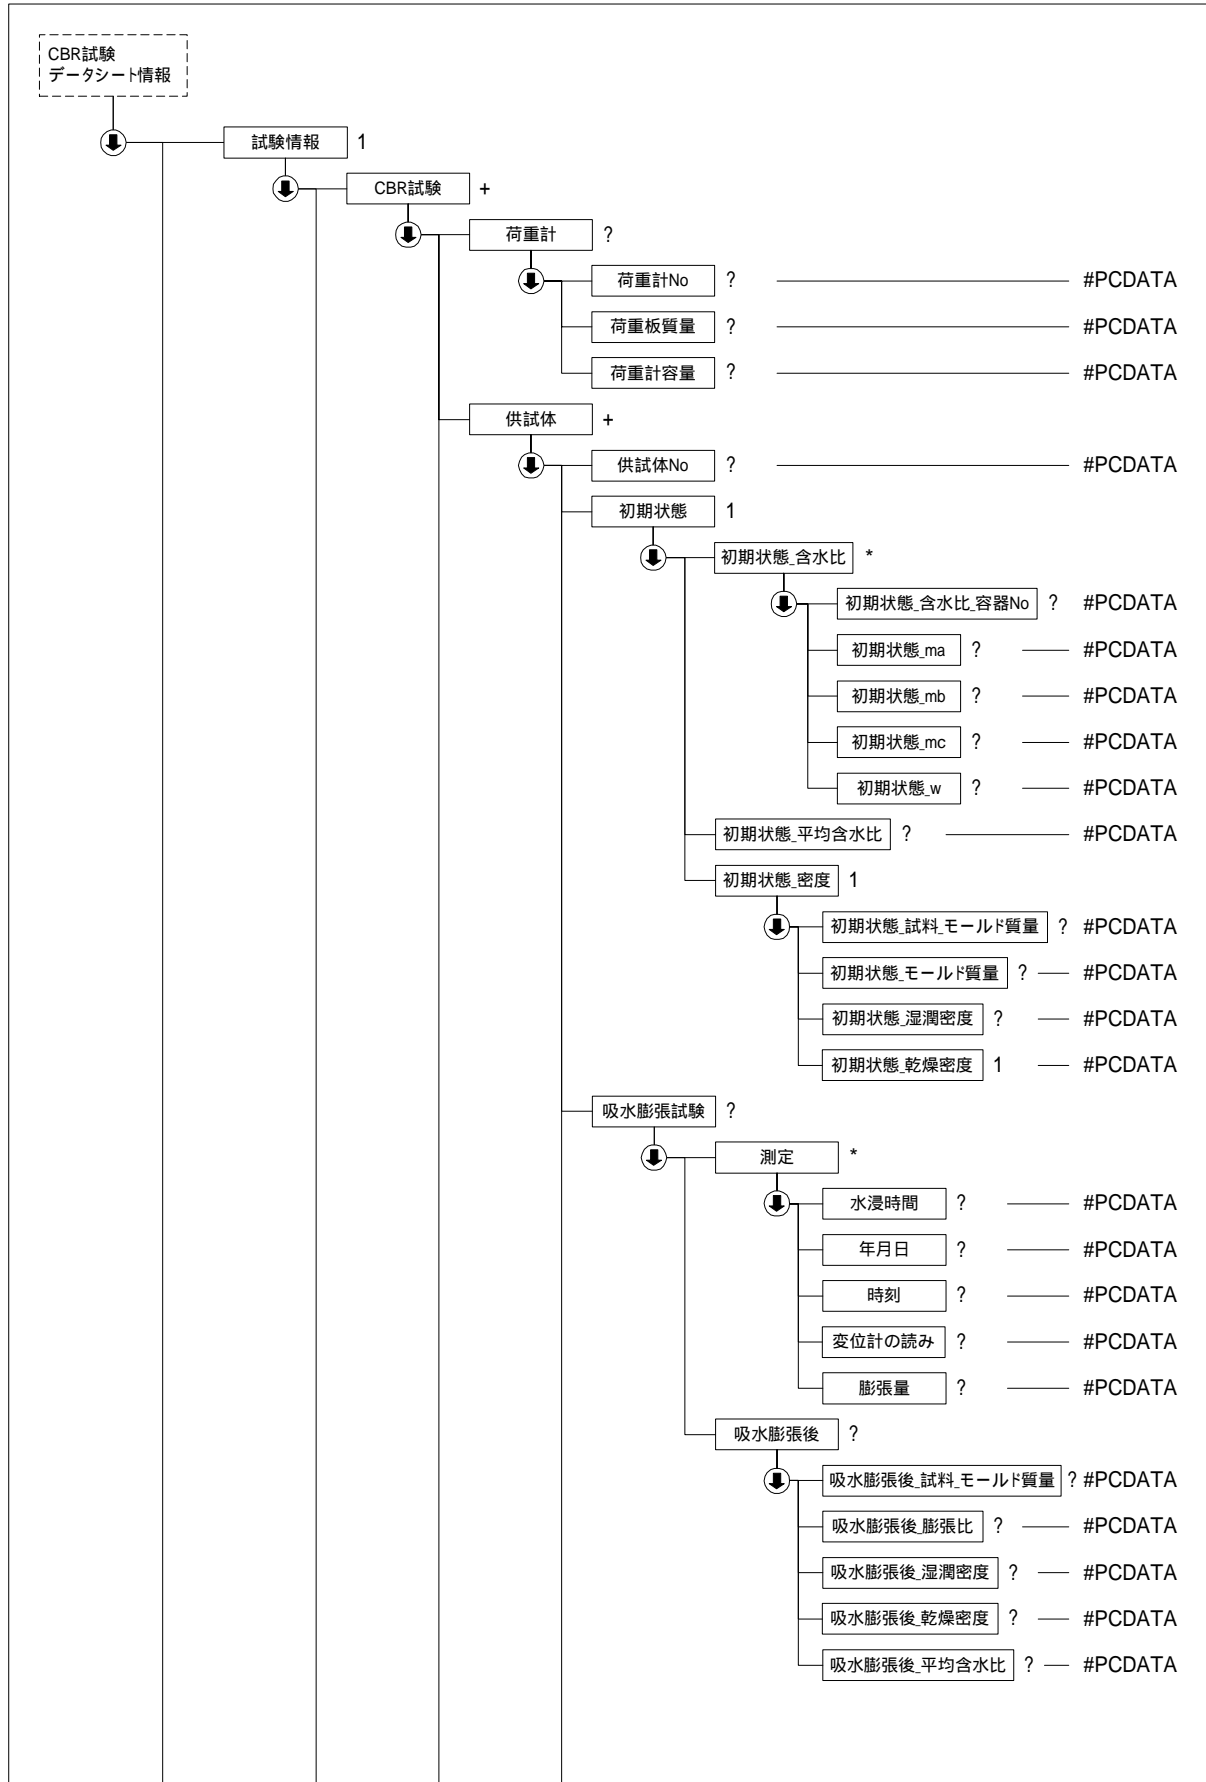 CBR試験
データシート情報
試験情報 1
CBR試験 +
荷重計 ?
荷重計No ? #PCDATA
荷重板質量 ? #PCDATA
荷重計容量 ? #PCDATA
供試体 +
供試体No ? #PCDATA
初期状態 1
初期状態_含水比 *
初期状態_含水比_容器No ? #PCDATA
初期状態_ma ? #PCDATA
初期状態_mb ? #PCDATA
初期状態_mc ? #PCDATA
初期状態_w ? #PCDATA
初期状態_平均含水比 ? #PCDATA
初期状態_密度 1
初期状態_試料_モールド質量 ? #PCDATA
初期状態_モールド質量 ? #PCDATA
初期状態_湿潤密度 ? #PCDATA
初期状態_乾燥密度 1 #PCDATA
吸水膨張試験 ?
測定 *
水浸時間 ? #PCDATA
年月日 ? #PCDATA
時刻 ? #PCDATA
変位計の読み ? #PCDATA
膨張量 ? #PCDATA
吸水膨張後 ?
吸水膨張後_試料_モールド質量 ? #PCDATA
吸水膨張後_膨張比 ? #PCDATA
吸水膨張後_湿潤密度 ? #PCDATA
吸水膨張後_乾燥密度 ? #PCDATA
吸水膨張後_平均含水比 ? #PCDATA